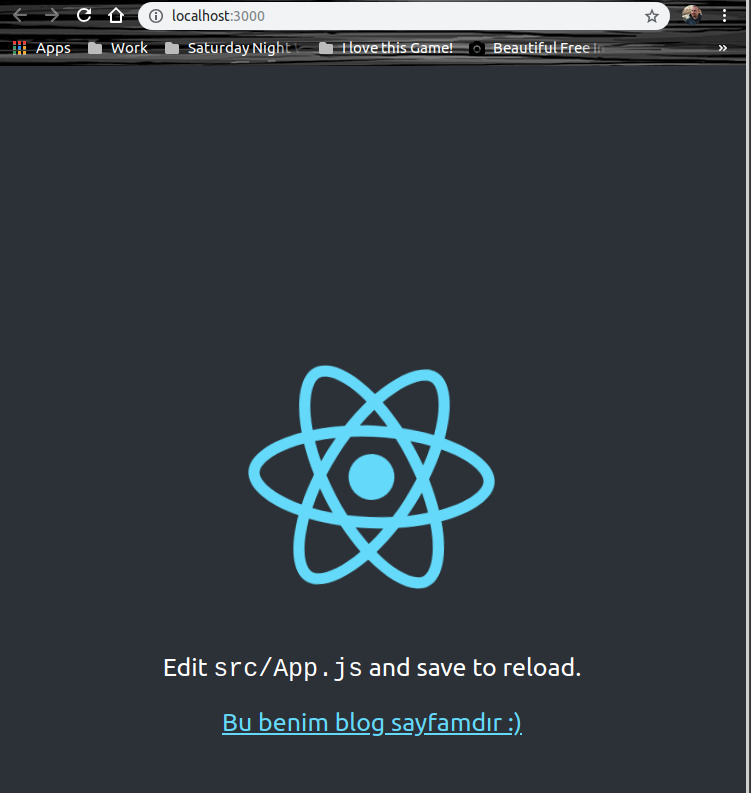 localhost:3000
Apps Work Saturday Night I love this Game! Beautiful Free
Edit src/App.js and save to reload.
Bu benim blog sayfamdır :)